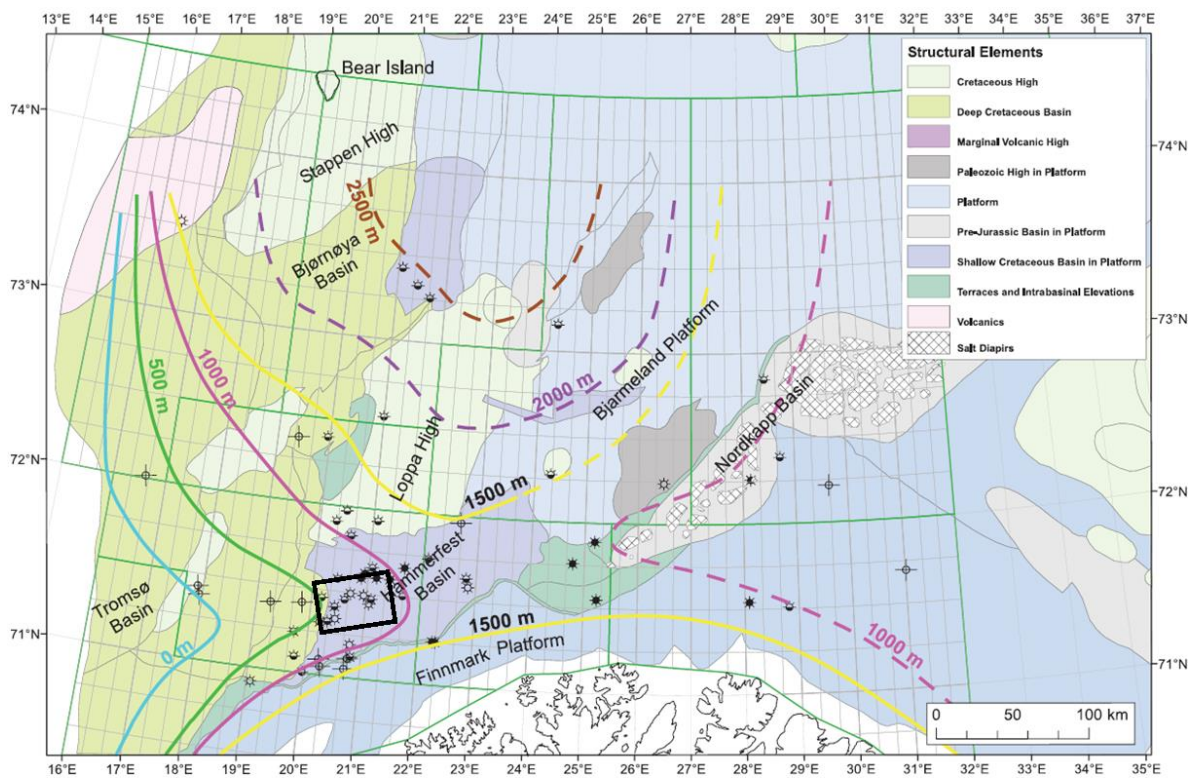 13°E 14°E 15°E 16°E 17°E 18°E 19°E 20°E 21°E 22°E 23°E 24°E 25°E 26°E 27°E 28°E 29°E 30°E 31°E 32°E 33°E 34°E 35°E 36°E 37°E
Structural Elements
Cretaceous High
Deep Cretaceous Basin
Marginal Volcanic High
Paleozoic High in Platform
Platform
Pre-Jurassic Basin in Platform
Shallow Cretaceous Basin in Platform
Terraces and Intrabasinal Elevations
Volcanics
Salt Diapirs
Bear Island
74°N
74°N
Stappen High
2500 m
Bjørnøya
Basin
73°N
73°N
500 m
1000 m
2000 m
Bjarmeland Platform
Nordkapp Basin
Loppa High
72°N
72°N
1500 m
Hammerfest
Basin
Tromsø
Basin
0 m
71°N
71°N
1500 m
Finnmark Platform
1000 m
0 50 100 km
16°E 17°E 18°E 19°E 20°E 21°E 22°E 23°E 24°E 25°E 26°E 27°E 28°E 29°E 30°E 31°E 32°E 33°E 34°E 35°E